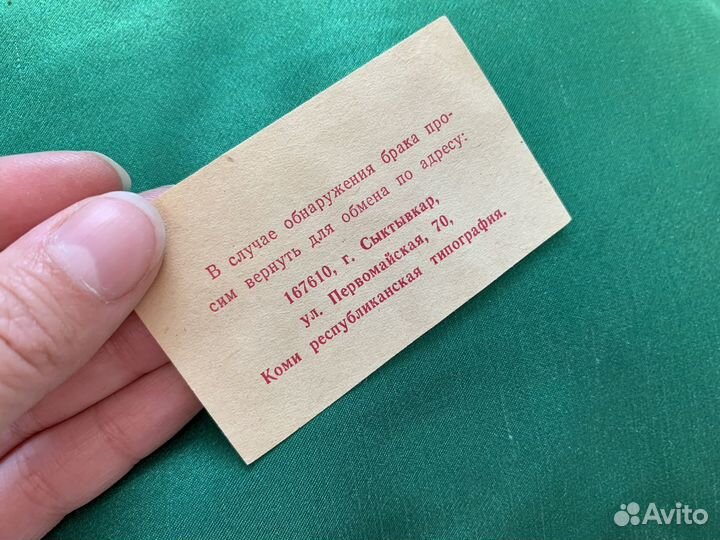 В случае обнаружения брака про-
сим вернуть для обмена по адресу:
167610, г. Сыктывкар,
ул. Первомайская, 70,
Коми республиканская типография.
Avito